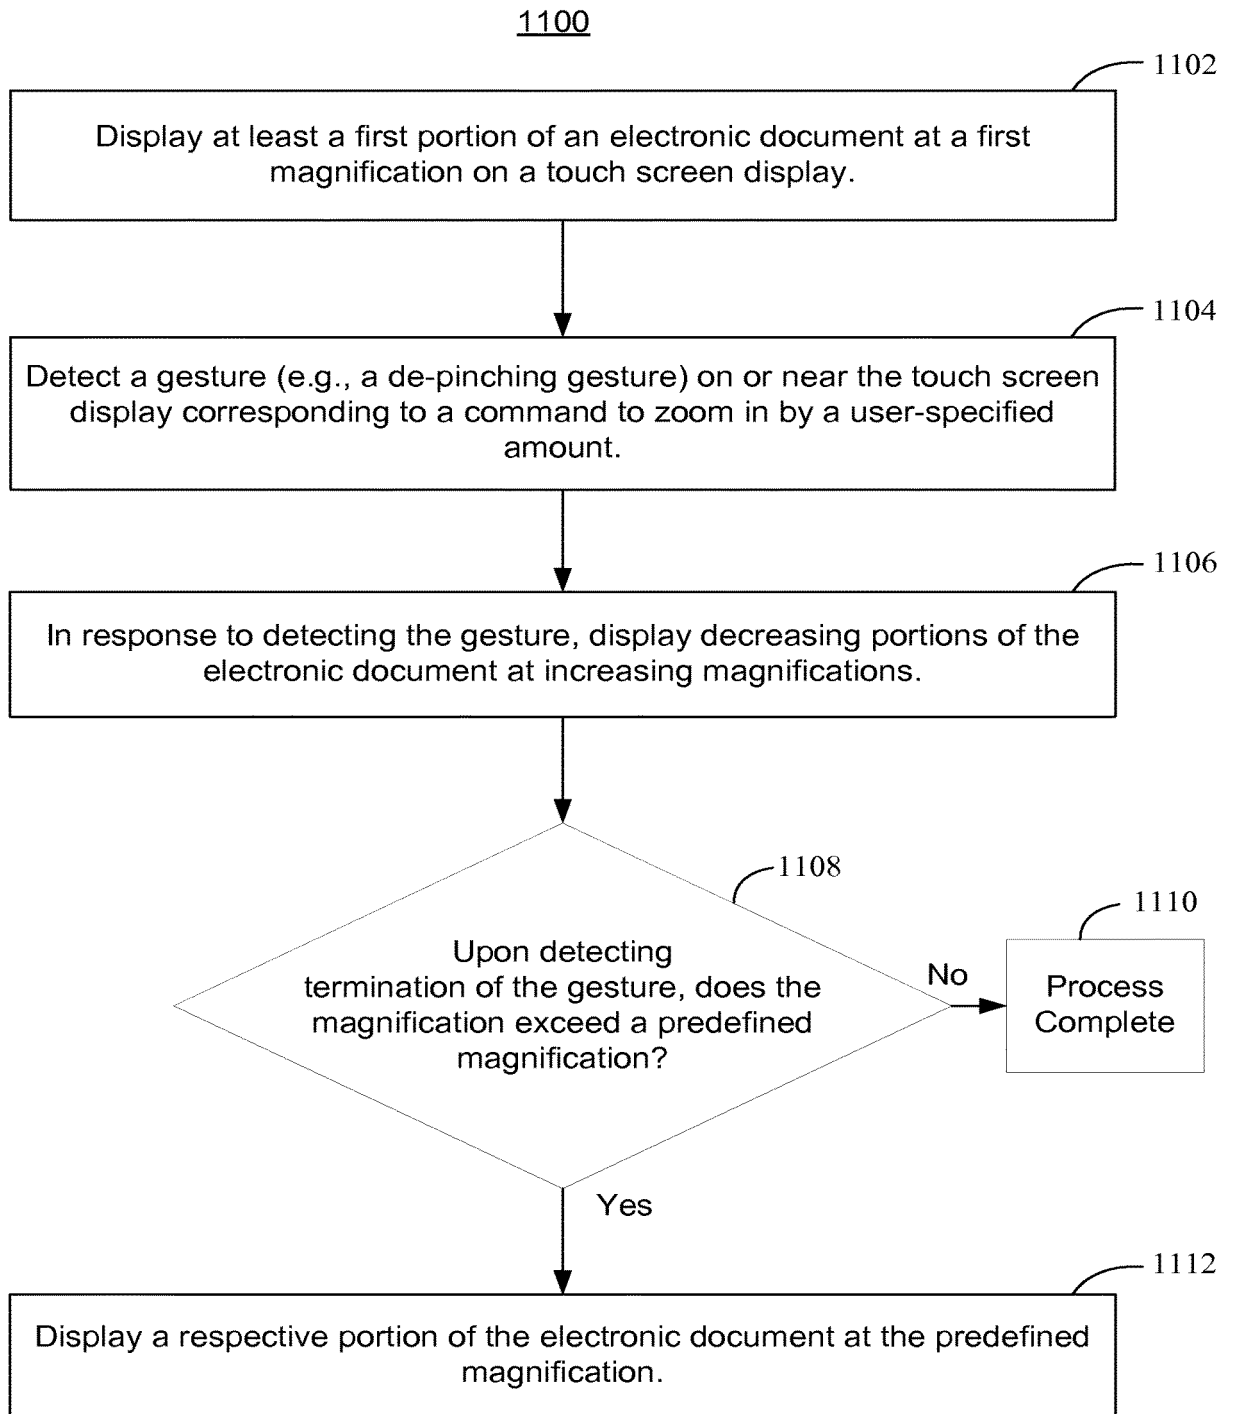 1100
1102
Display at least a first portion of an electronic document at a first
magnification on a touch screen display.
1104
Detect a gesture (e.g., a de-pinching gesture) on or near the touch screen
display corresponding to a command to zoom in by a user-specified
amount.
1106
In response to detecting the gesture, display decreasing portions of the
electronic document at increasing magnifications.
1108
Upon detecting
termination of the gesture, does the
magnification exceed a predefined
magnification?
No
1110
Process
Complete
Yes
1112
Display a respective portion of the electronic document at the predefined
magnification.